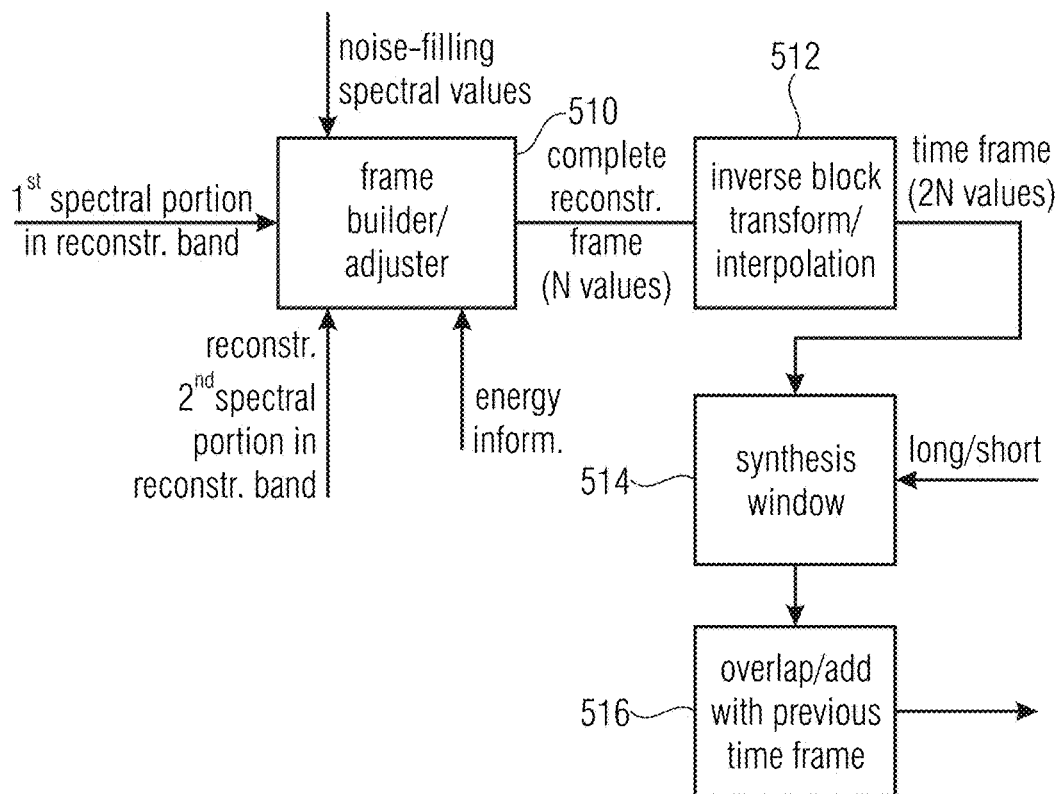 noise-filling
spectral values
510
512
1st spectral portion
in reconstr. band
frame
builder/
adjuster
complete
reconstr.
frame
(N values)
inverse block
transform/
interpolation
time frame
(2N values)
reconstr.
2nd spectral
portion in
reconstr. band
energy
inform.
514
synthesis
window
long/short
516
overlap/add
with previous
time frame